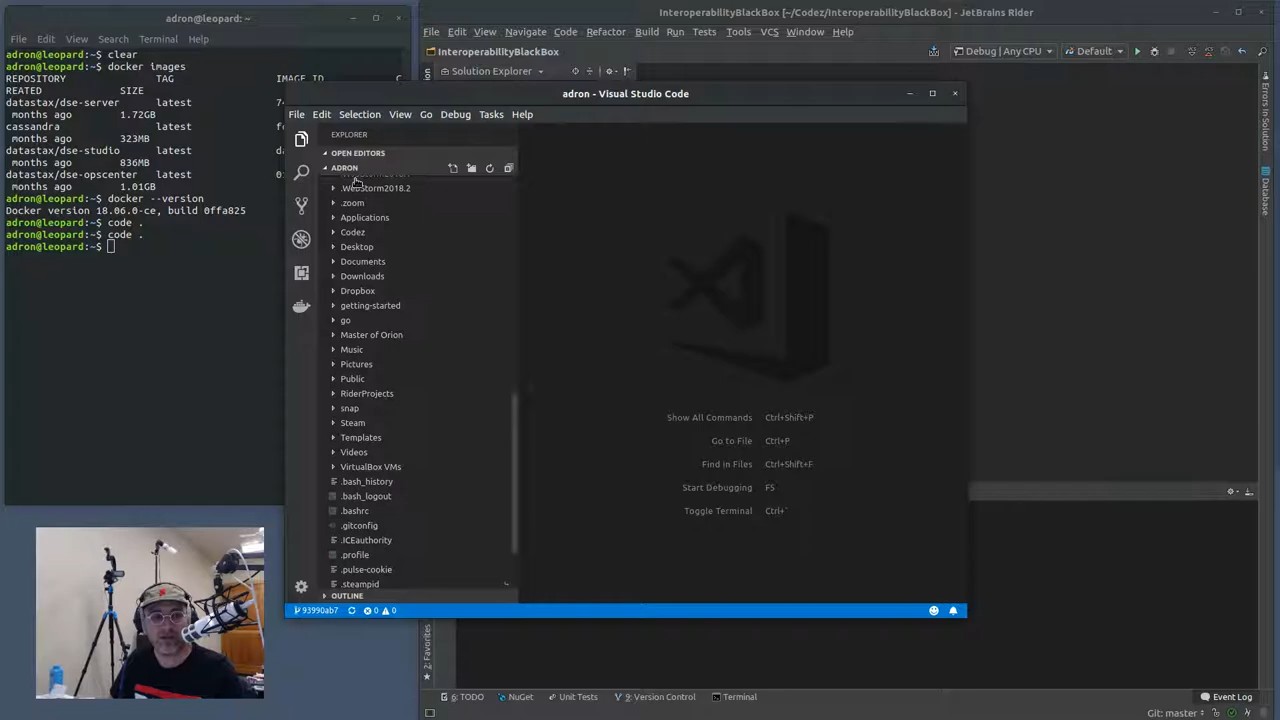 adron@leopard: ~
File Edit View Search Terminal Help
adron@leopard:~$ clear
adron@leopard:~$ docker images
REPOSITORY TAG IMAGE ID C
REATED SIZE
datastax/dse-server latest 7
months ago 1.72GB
cassandra latest
months ago 323MB
datastax/dse-studio latest
months ago 836MB
datastax/dse-opscenter latest
months ago 1.01GB
adron@leopard:~$ docker --version
Docker version 18.06.0-ce, build 0ffa825
adron@leopard:~$ code .
adron@leopard:~$ code .
adron@leopard:~$
InteroperabilityBlackBox [~/Codez/InteroperabilityBlackBox] - JetBrains Rider
File Edit View Navigate Code Refactor Build Run Tests Tools VCS Window Help
InteroperabilityBlackBox
Debug | Any CPU Default
Solution Explorer
Errors In Solution
Database
adron - Visual Studio Code
File Edit Selection View Go Debug Tasks Help
EXPLORER
OPEN EDITORS
ADRON
.WebStorm2018.2
.zoom
Applications
Codez
Desktop
Documents
Downloads
Dropbox
getting-started
go
Master of Orion
Music
Pictures
Public
RiderProjects
snap
Steam
Templates
Videos
VirtualBox VMs
.bash_history
.bash_logout
.bashrc
.gitconfig
.ICEauthority
.profile
.pulse-cookie
.steampid
OUTLINE
Show All Commands Ctrl+Shift+P
Go to File Ctrl+P
Find in Files Ctrl+Shift+F
Start Debugging F5
Toggle Terminal Ctrl+`
93990ab7 0 0
2: Favorites
6: TODO NuGet Unit Tests 9: Version Control Terminal Event Log
Git: master